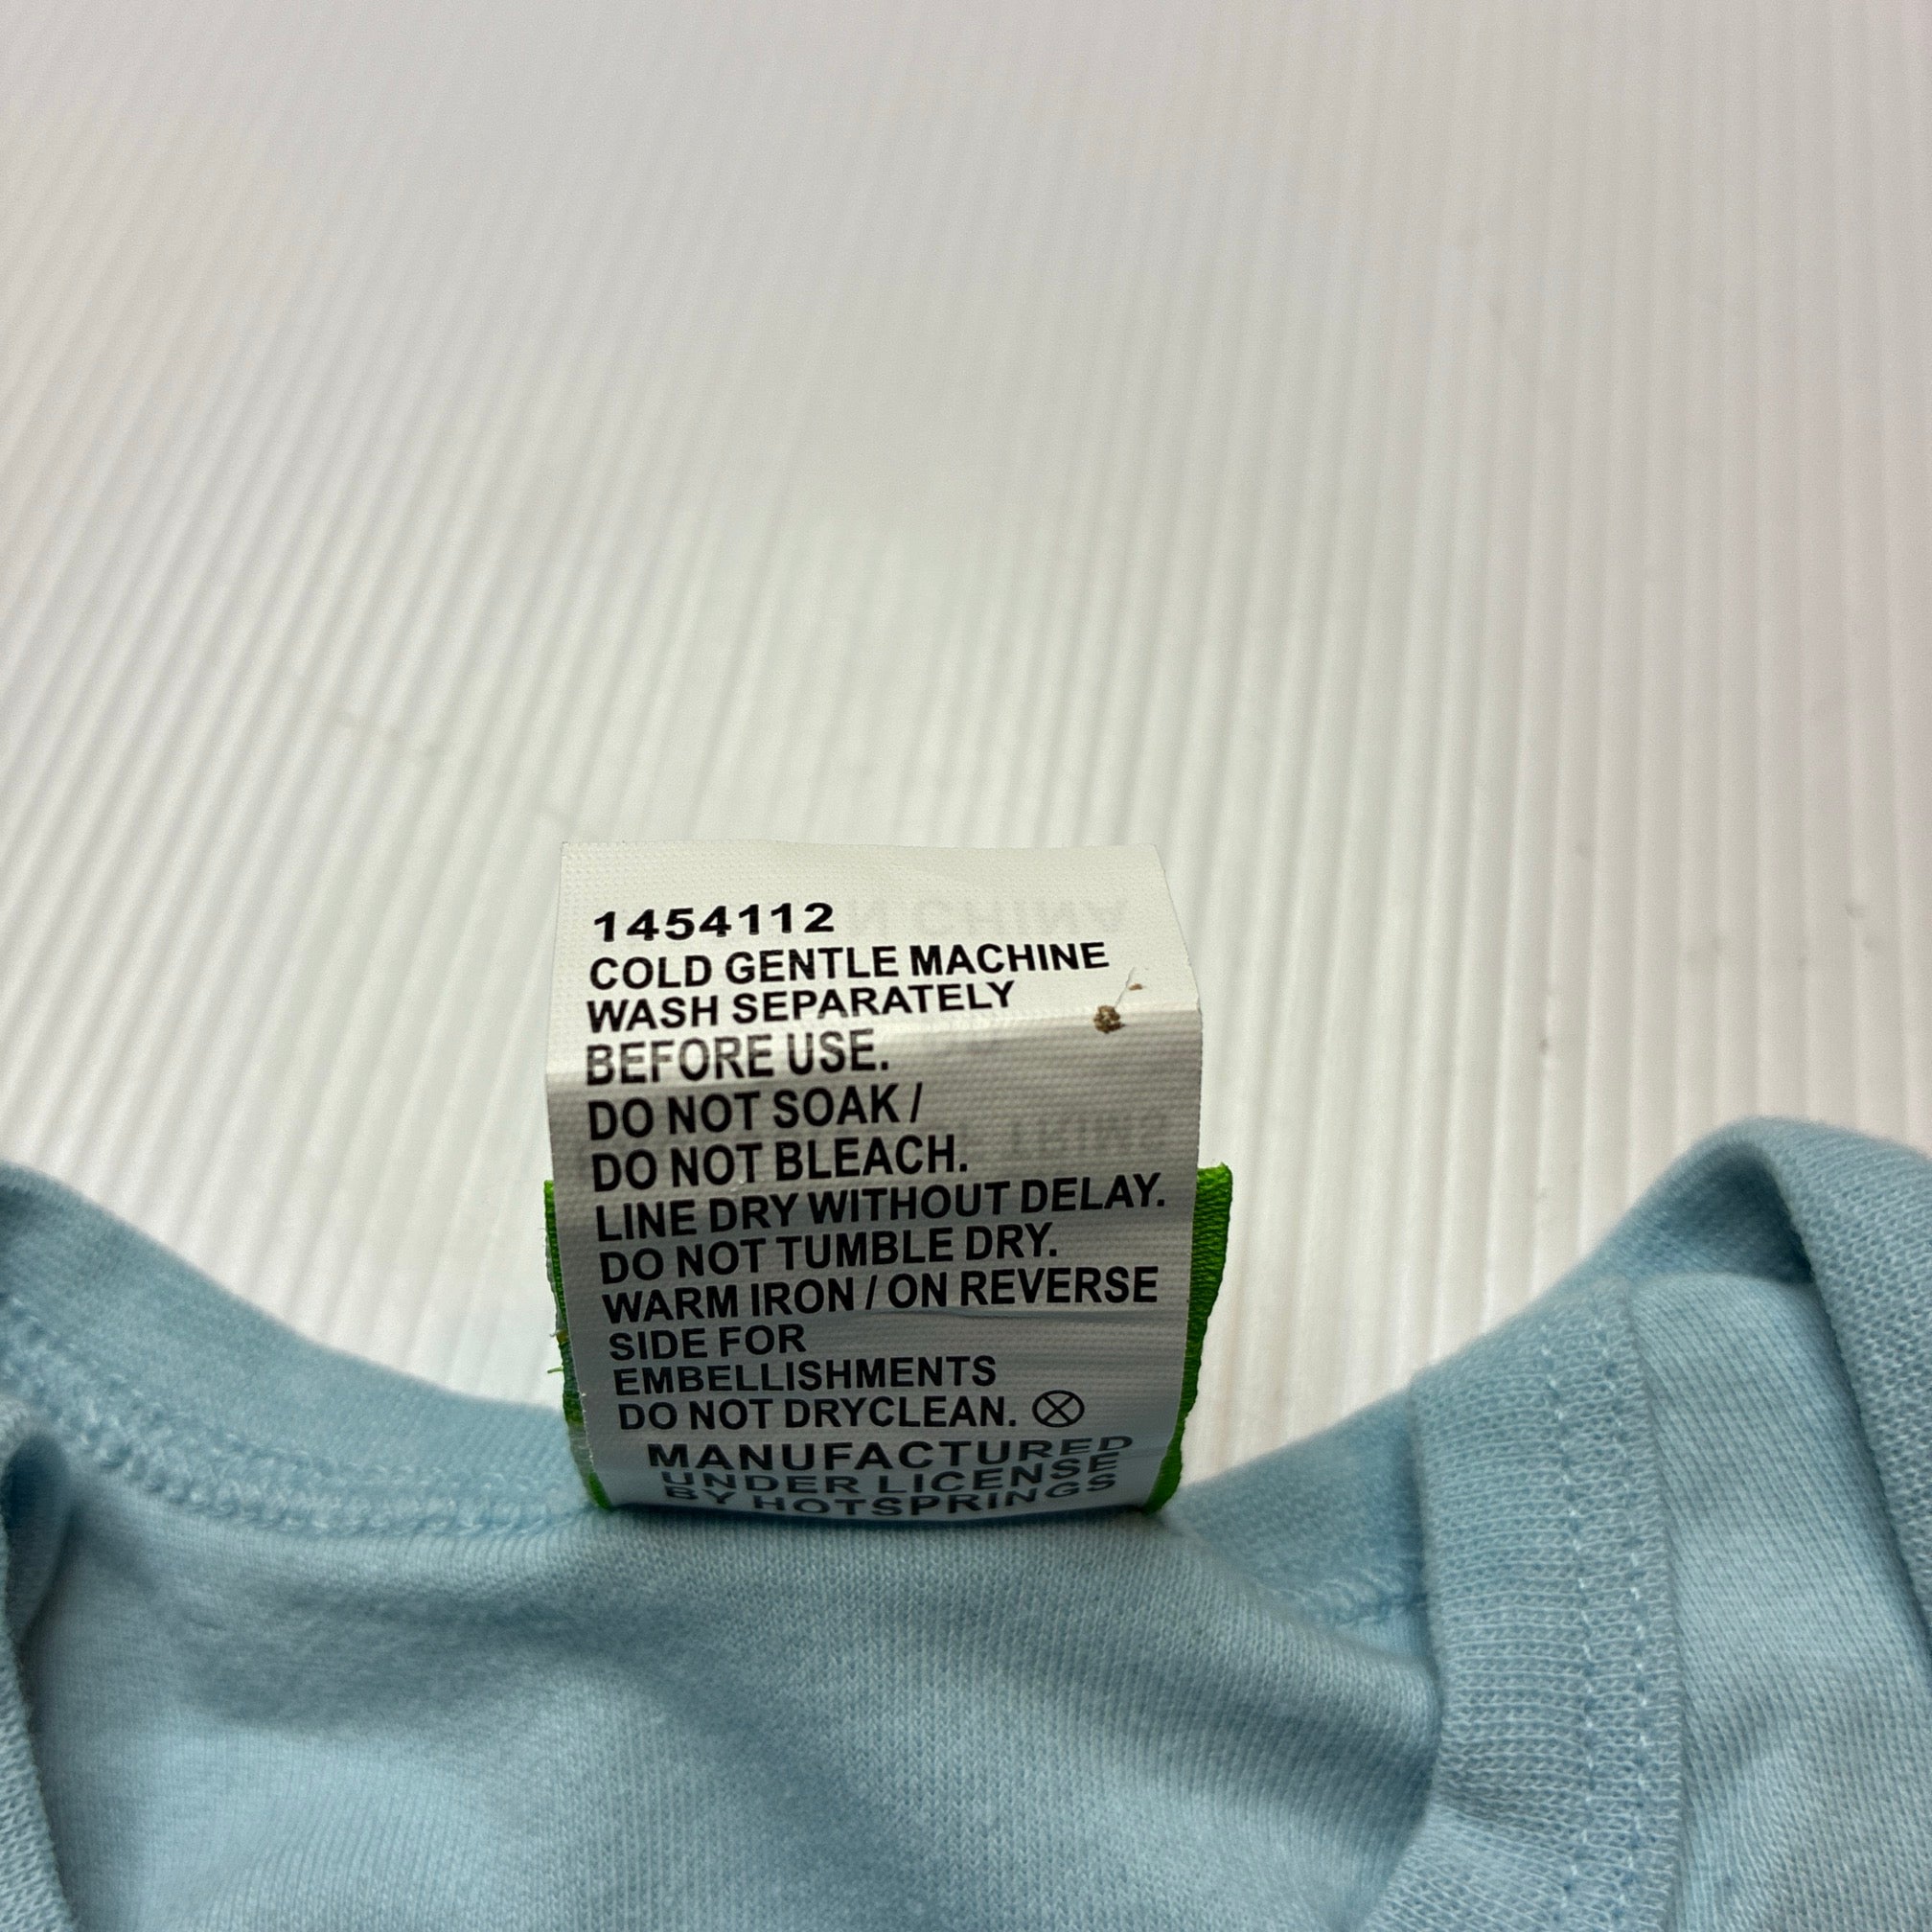 1454112
COLD GENTLE MACHINE
WASH SEPARATELY
BEFORE USE.
DO NOT SOAK /
DO NOT BLEACH.
LINE DRY WITHOUT DELAY.
DO NOT TUMBLE DRY.
WARM IRON / ON REVERSE
SIDE FOR
EMBELLISHMENTS
DO NOT DRYCLEAN.
MANUFACTURED
UNDER LICENSE
BY HOTSPRINGS